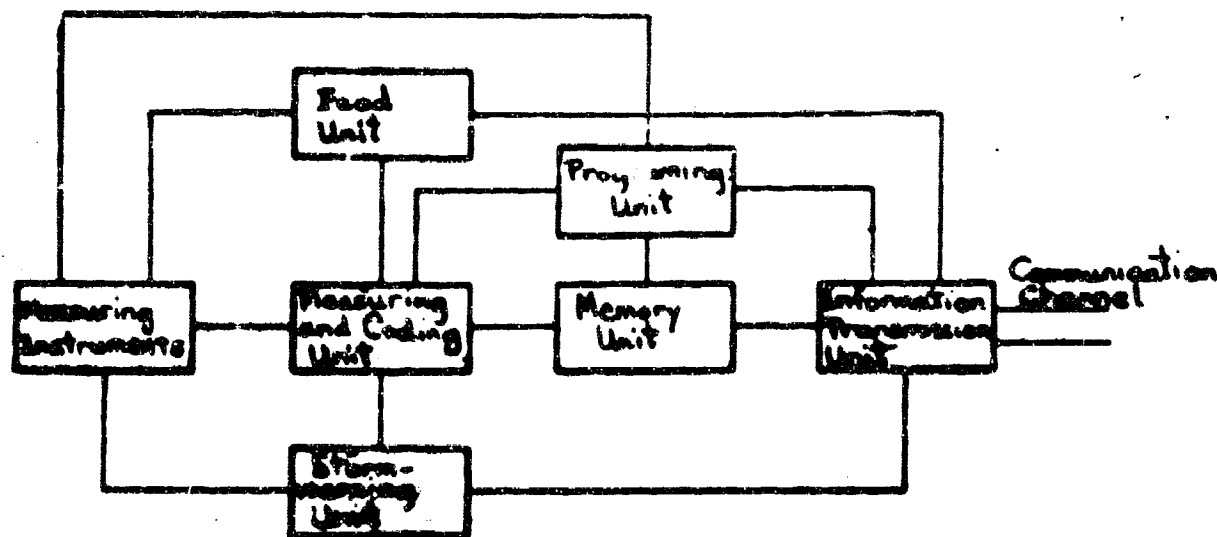 Feed
Unit
Unit
Communication
Channel
Measuring
Instruments
Measuring
and Coding
Unit
Memory
Unit
Information
Transmission
Unit
Storm-
warning
Unit